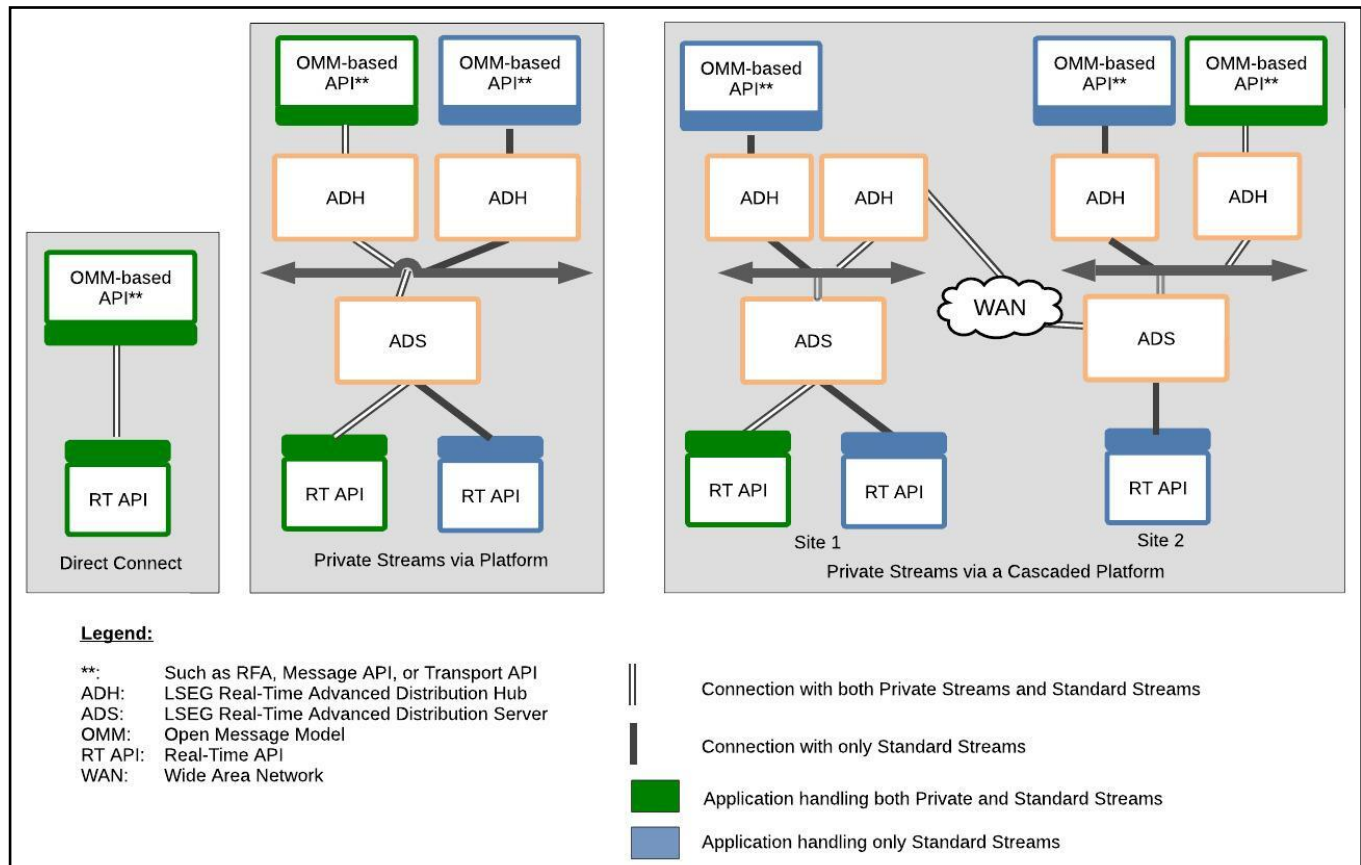 OMM-based
API**
RT API
Direct Connect
OMM-based
API**
OMM-based
API**
ADH
ADH
ADS
RT API
RT API
Private Streams via Platform
OMM-based
API**
OMM-based
API**
OMM-based
API**
ADH
ADH
ADH
ADH
WAN
ADS
ADS
RT API
RT API
RT API
Site 1
Site 2
Private Streams via a Cascaded Platform
Legend:
**: Such as RFA, Message API, or Transport API
ADH: LSEG Real-Time Advanced Distribution Hub
ADS: LSEG Real-Time Advanced Distribution Server
OMM: Open Message Model
RT API: Real-Time API
WAN: Wide Area Network
Connection with both Private Streams and Standard Streams
Connection with only Standard Streams
Application handling both Private and Standard Streams
Application handling only Standard Streams